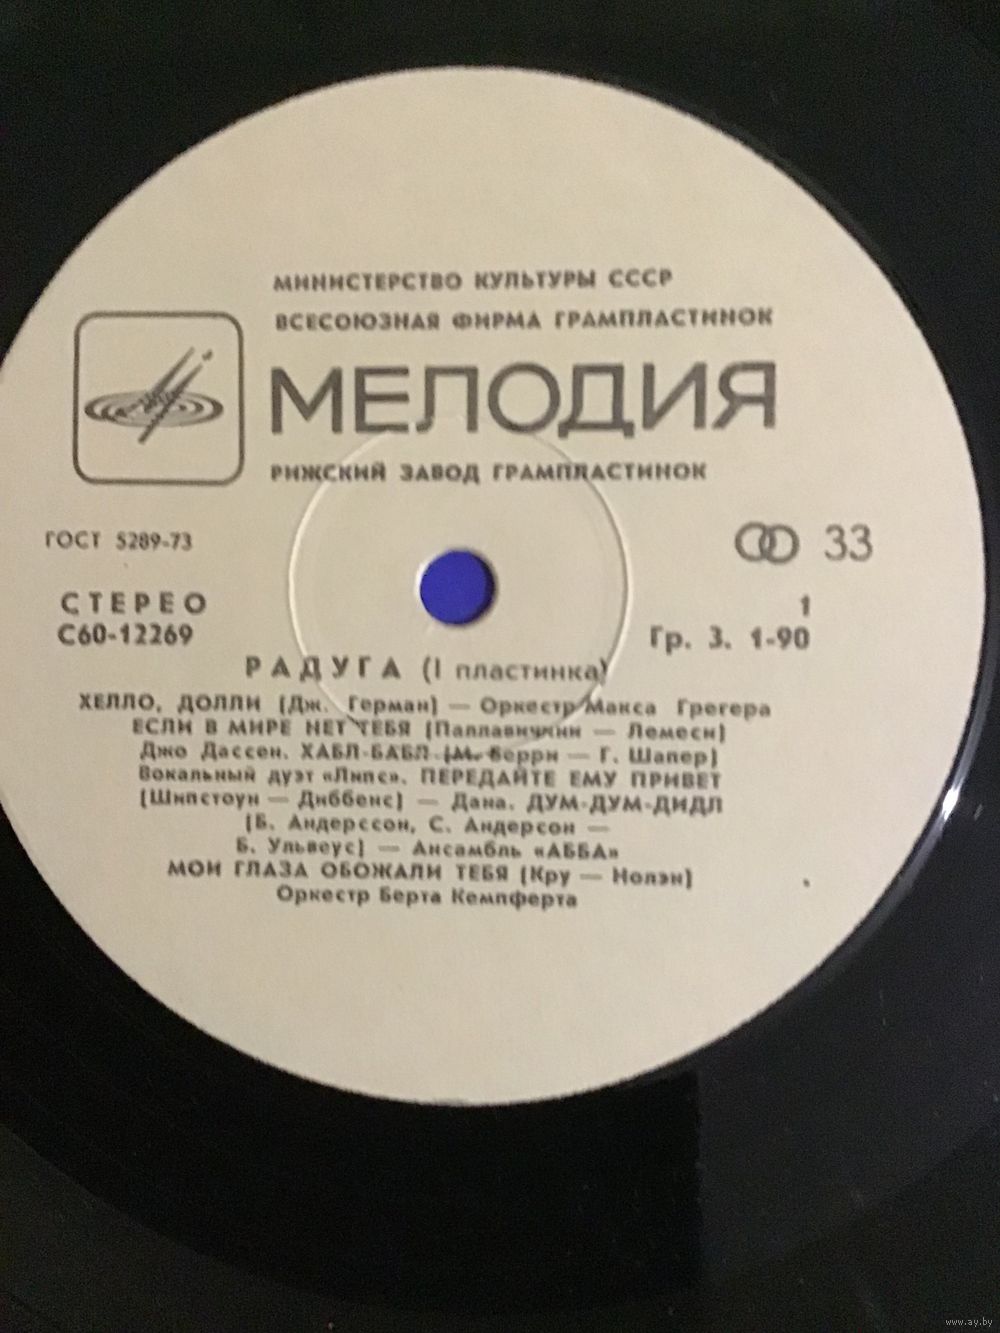 МИНИСТЕРСТВО КУЛЬТУРЫ СССР
ВСЕСОЮЗНАЯ ФИРМА ГРАМПЛАСТИНОК
МЕЛОДИЯ
РИЖСКИЙ ЗАВОД ГРАМПЛАСТИНОК
ГОСТ 5289-73
33
СТЕРЕО
1
С60-12269
Гр. 3. 1-90
РАДУГА (I пластинка)
ХЕЛЛО, ДОЛЛИ (Дж. Герман) — Оркестр Макса Грегера
ЕСЛИ В МИРЕ НЕТ ТЕБЯ (Паллавичини — Лемеси)
Джо Дассен. ХАБЛ-БАБЛ (М. Берри — Г. Шапер)
Вокальный дуэт «Липс». ПЕРЕДАЙТЕ ЕМУ ПРИВЕТ
(Шипстоун — Диббенс) — Дана. ДУМ-ДУМ-ДИДЛ
(Б. Андерссон, С. Андерсон —
Б. Ульвеус) — Ансамбль «АББА»
МОИ ГЛАЗА ОБОЖАЛИ ТЕБЯ (Кру — Нолэн)
Оркестр Берта Кемпферта
www.ay.by